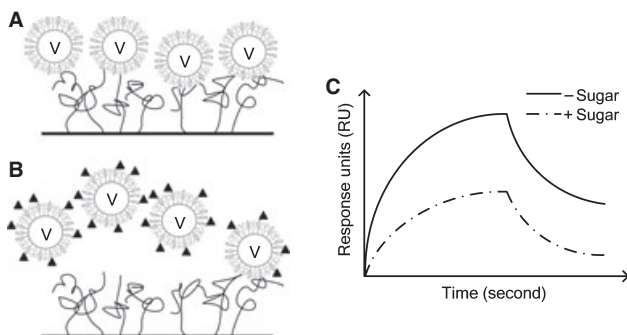 A
V V V V
B
V V V V
C
Response units (RU)
– Sugar
+ Sugar
Time (second)